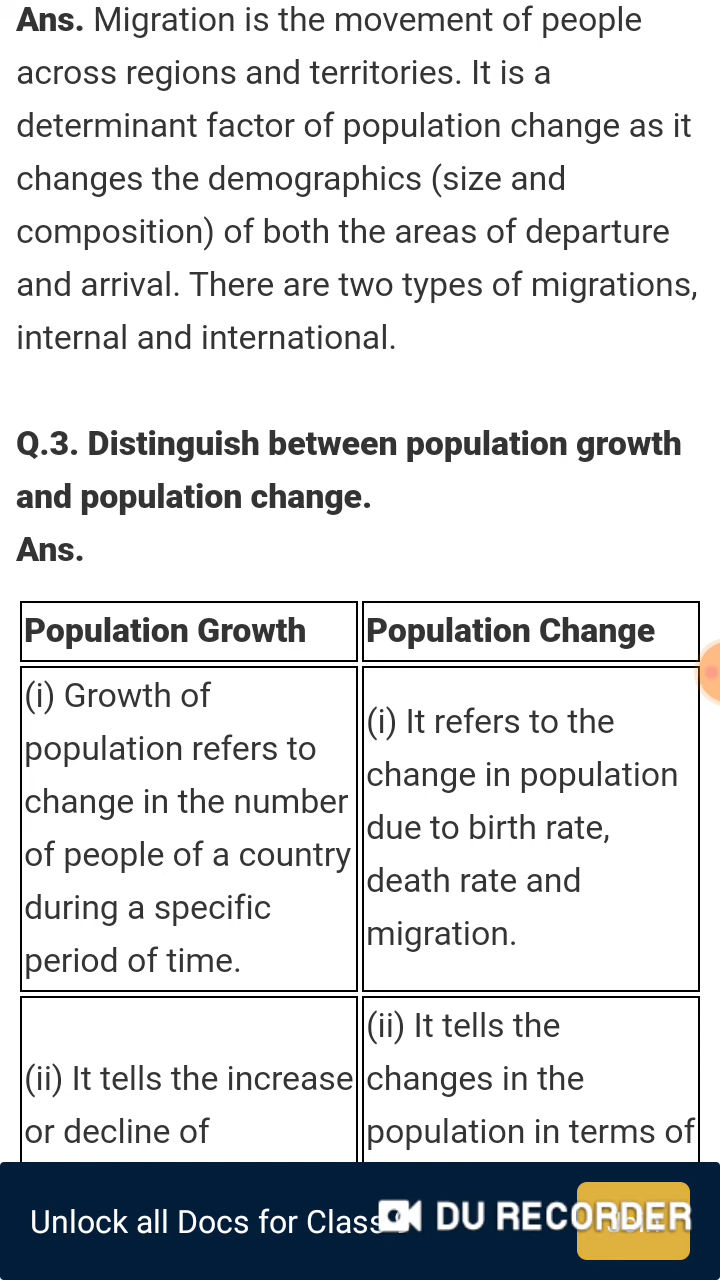 Ans. Migration is the movement of people
across regions and territories. It is a
determinant factor of population change as it
changes the demographics (size and
composition) of both the areas of departure
and arrival. There are two types of migrations,
internal and international.
Q.3. Distinguish between population growth
and population change.
Ans.
Population Growth
Population Change
(i) Growth of
population refers to
change in the number
of people of a country
during a specific
period of time.
(i) It refers to the
change in population
due to birth rate,
death rate and
migration.
(ii) It tells the increase
or decline of
(ii) It tells the
changes in the
population in terms of
Unlock all Docs for Class
DU RECORDER